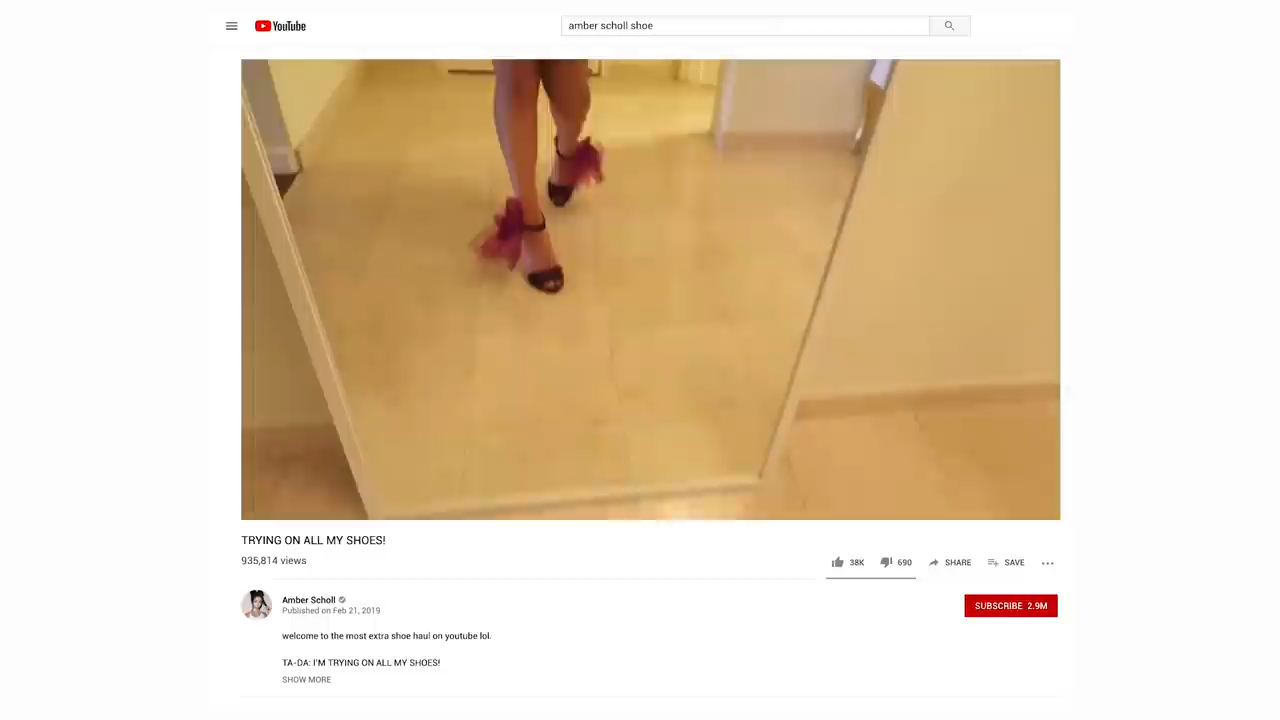 YouTube
amber scholl shoe
TRYING ON ALL MY SHOES!
935,814 views
38K
690
SHARE
SAVE
Amber Scholl
Published on Feb 21, 2019
SUBSCRIBE 2.9M
welcome to the most extra shoe haul on youtube lol.
TA-DA: I'M TRYING ON ALL MY SHOES!
SHOW MORE